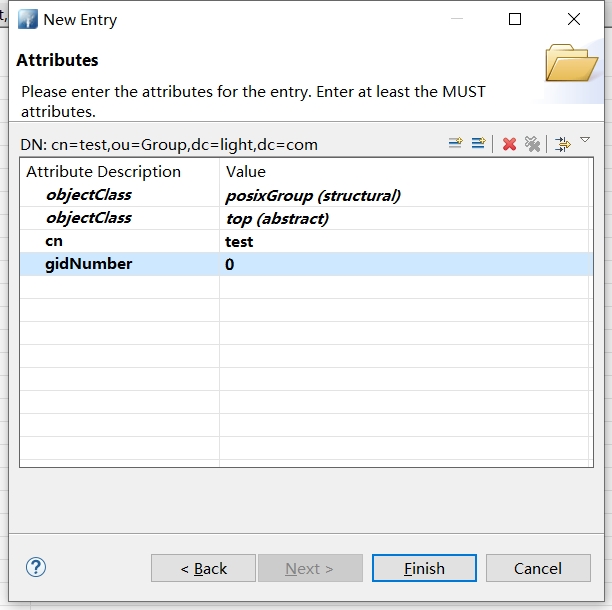 New Entry
Attributes
Please enter the attributes for the entry. Enter at least the MUST
attributes.
DN: cn=test,ou=Group,dc=light,dc=com
Attribute Description Value
objectClass posixGroup (structural)
objectClass top (abstract)
cn test
gidNumber 0
? < Back Next > Finish Cancel